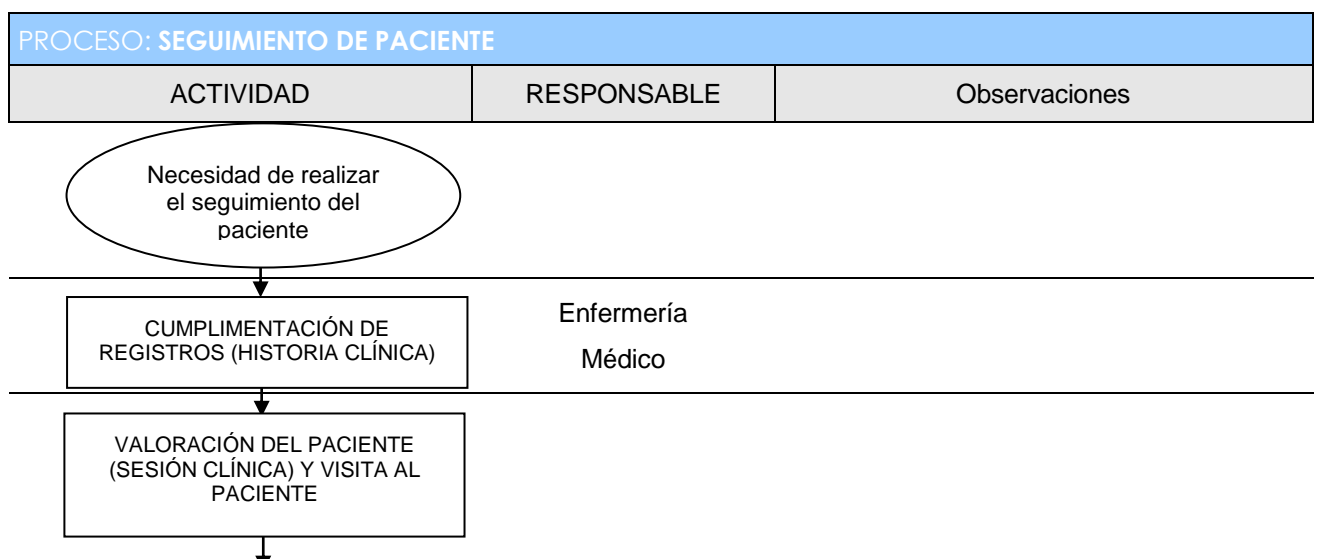 PROCESO: SEGUIMIENTO DE PACIENTE
ACTIVIDAD RESPONSABLE Observaciones
Necesidad de realizar
el seguimiento del
paciente
CUMPLIMENTACIÓN DE
REGISTROS (HISTORIA CLÍNICA)
Enfermería
Médico
VALORACIÓN DEL PACIENTE
(SESIÓN CLÍNICA) Y VISITA AL
PACIENTE